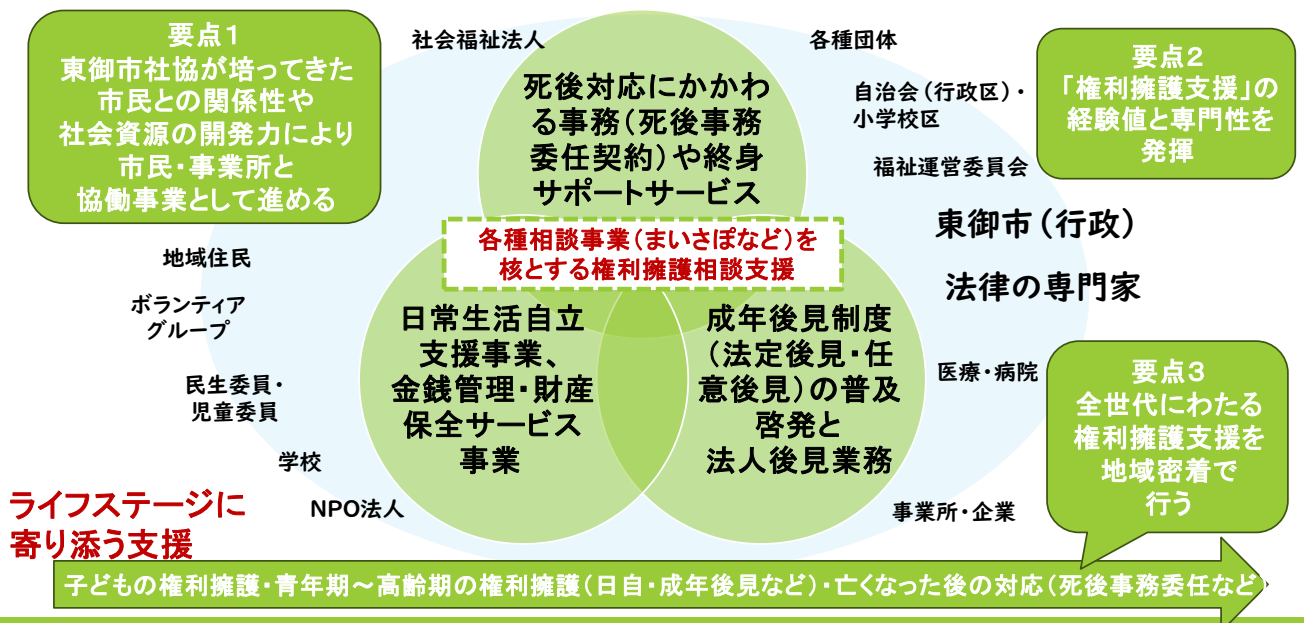 要点1
東御市社協が培ってきた
市民との関係性や
社会資源の開発力により
市民・事業所と
協働事業として進める
社会福祉法人
各種団体
自治会(行政区)・
小学校区
福祉運営委員会
要点2
「権利擁護支援」の
経験値と専門性を
発揮
死後対応にかかわ
る事務(死後事務
委任契約)や終身
サポートサービス
東御市(行政)
法律の専門家
各種相談事業(まいさぽなど)を
核とする権利擁護相談支援
地域住民
ボランティア
グループ
民生委員・
児童委員
学校
NPO法人
日常生活自立
支援事業、
金銭管理・財産
保全サービス
事業
成年後見制度
(法定後見・任
意後見)の普及
啓発と
法人後見業務
医療・病院
事業所・企業
要点3
全世代にわたる
権利擁護支援を
地域密着で
行う
ライフステージに
寄り添う支援
子どもの権利擁護・青年期~高齢期の権利擁護(日自・成年後見など)・亡くなった後の対応(死後事務委任など)